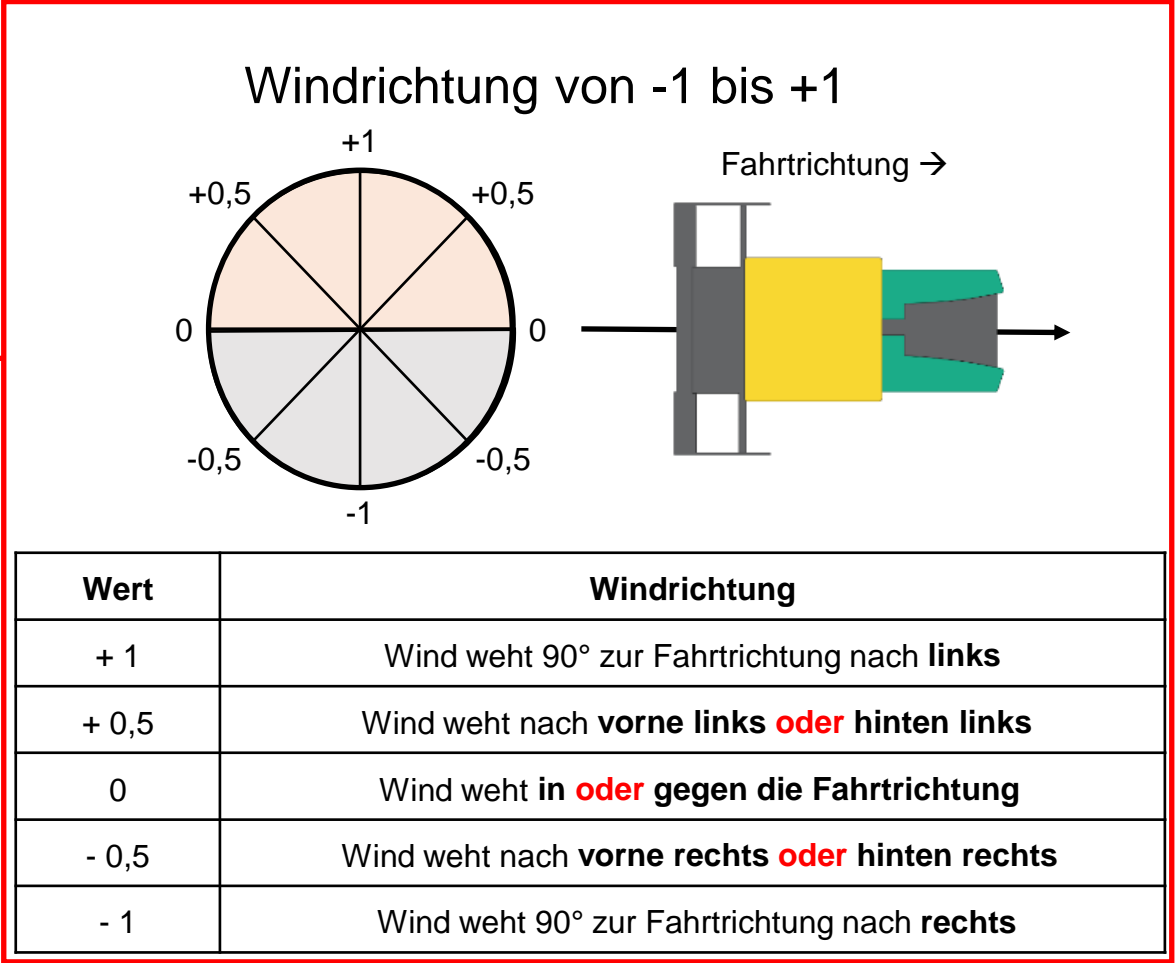 Windrichtung von -1 bis +1
+1
Fahrtrichtung →
+0,5
+0,5
0
0
-0,5
-0,5
-1
Wert Windrichtung
+ 1 Wind weht 90° zur Fahrtrichtung nach links
+ 0,5 Wind weht nach vorne links oder hinten links
0 Wind weht in oder gegen die Fahrtrichtung
- 0,5 Wind weht nach vorne rechts oder hinten rechts
- 1 Wind weht 90° zur Fahrtrichtung nach rechts